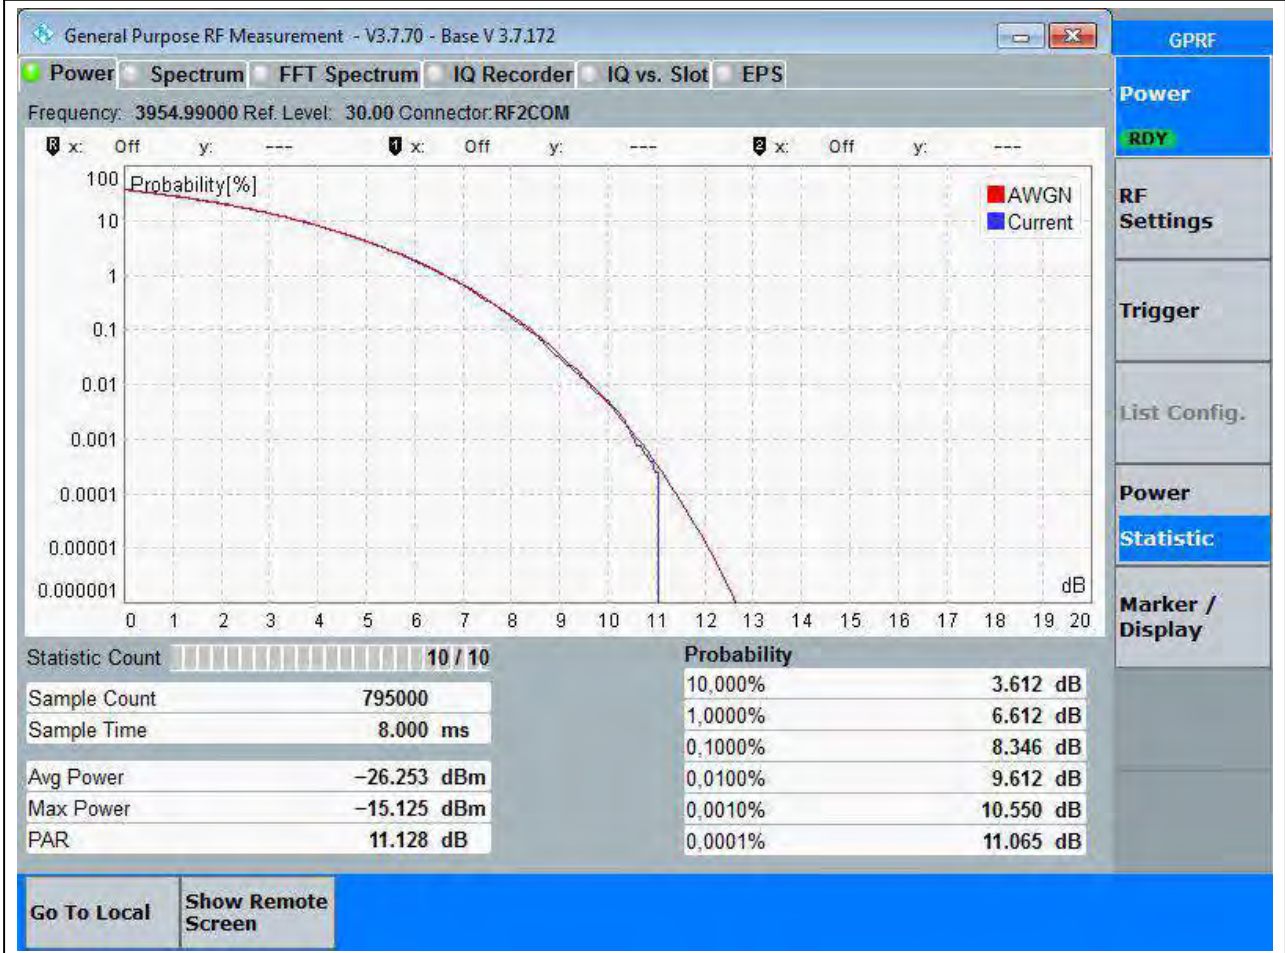 General Purpose RF Measurement - V3.7.70 - Base V 3.7.172
GPRF
Power Spectrum FFT Spectrum IQ Recorder IQ vs. Slot EPS
Frequency: 3954.99000 Ref. Level: 30.00 Connector:RF2COM
R x: Off y: --- 1 x: Off y: --- 2 x: Off y: ---
Probability[%]
AWGN
Current
100
10
1
0.1
0.01
0.001
0.0001
0.00001
0.000001
dB
0 1 2 3 4 5 6 7 8 9 10 11 12 13 14 15 16 17 18 19 20
Statistic Count 10 / 10
Sample Count 795000
Sample Time 8.000 ms
Avg Power −26.253 dBm
Max Power −15.125 dBm
PAR 11.128 dB
Probability
10,000% 3.612 dB
1,0000% 6.612 dB
0,1000% 8.346 dB
0,0100% 9.612 dB
0,0010% 10.550 dB
0,0001% 11.065 dB
Power
RDY
RF
Settings
Trigger
List Config.
Power
Statistic
Marker /
Display
Go To Local
Show Remote
Screen